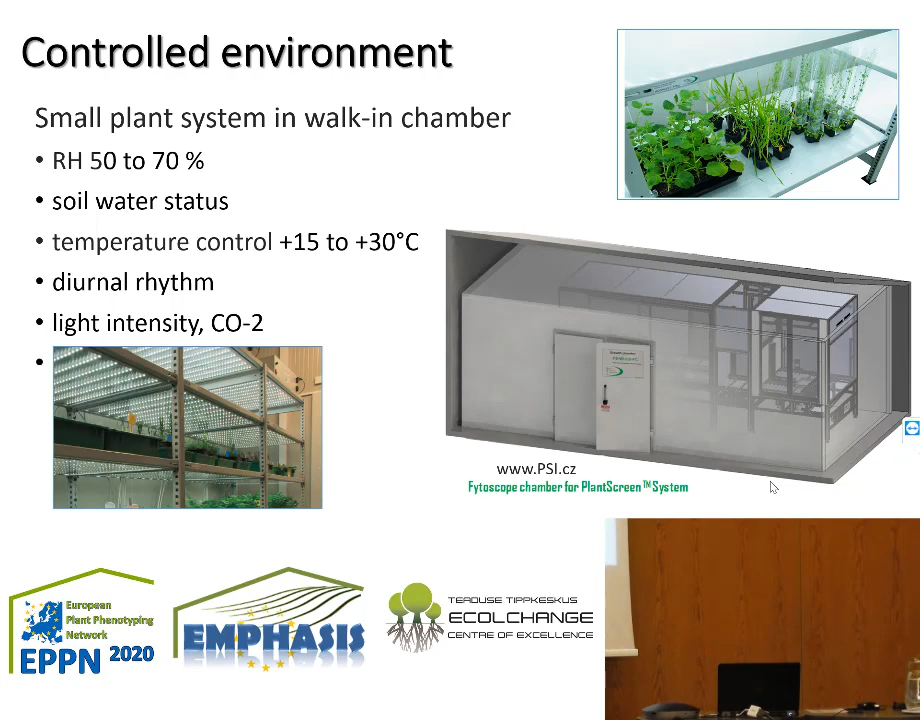 Controlled environment
Small plant system in walk-in chamber
• RH 50 to 70 %
• soil water status
• temperature control +15 to +30°C
• diurnal rhythm
• light intensity, CO-2
•
www.PSI.cz
Fytoscope chamber for PlantScreen™ System
European
Plant Phenotyping
Network
EPPN 2020
EMPHASIS
TEADUSE TIPPKESKUS
ECOLCHANGE
CENTRE OF EXCELLENCE